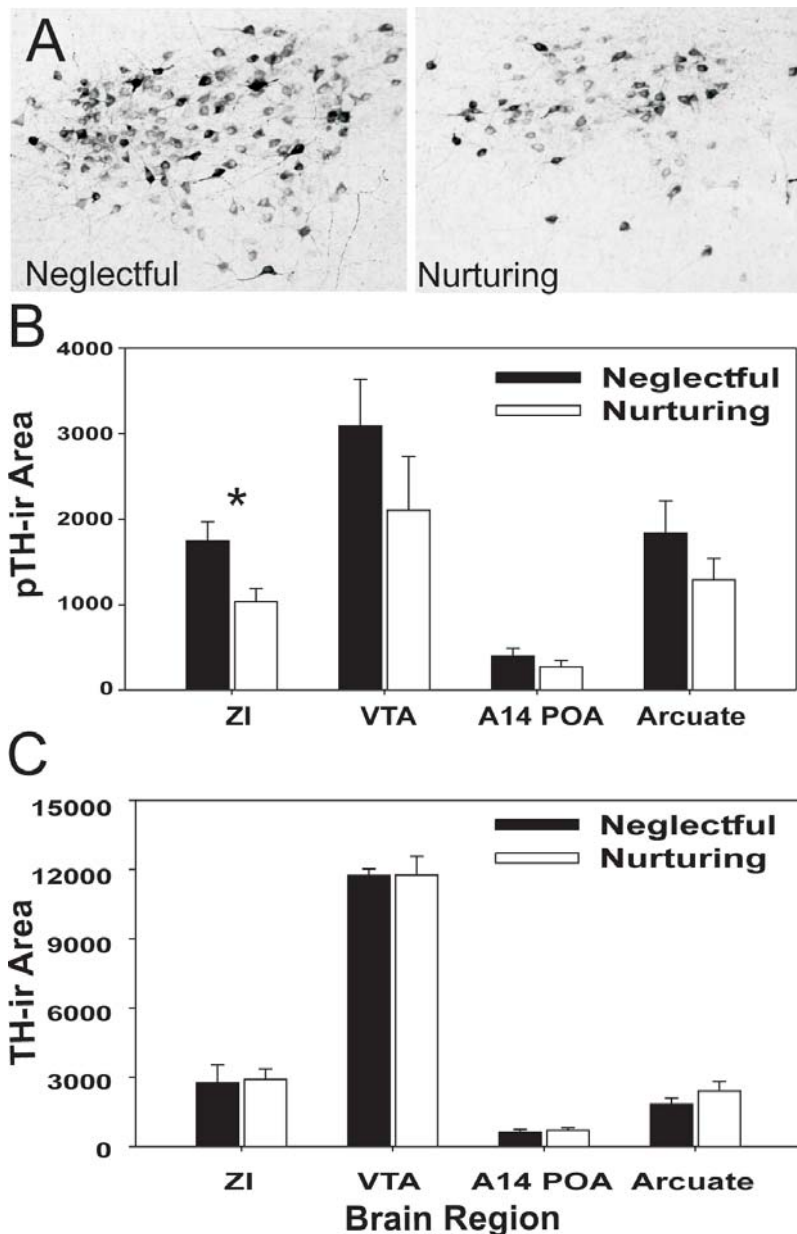 A
Neglectful
Nurturing
B
4000
3000
2000
1000
0
pTH-ir Area
Neglectful
Nurturing
*
ZI VTA A14 POA Arcuate
C
15000
12000
9000
6000
3000
0
TH-ir Area
Neglectful
Nurturing
ZI VTA A14 POA Arcuate
Brain Region